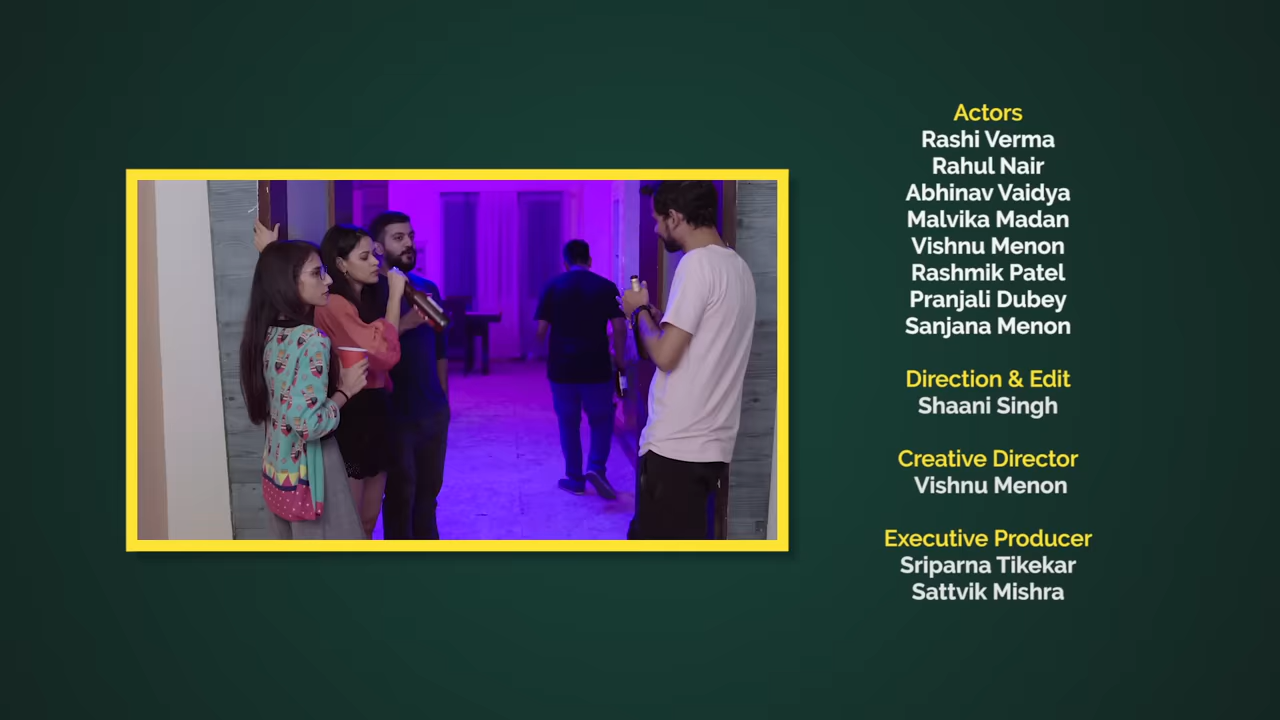 Actors
Rashi Verma
Rahul Nair
Abhinav Vaidya
Malvika Madan
Vishnu Menon
Rashmik Patel
Pranjali Dubey
Sanjana Menon
Direction & Edit
Shaani Singh
Creative Director
Vishnu Menon
Executive Producer
Sriparna Tikekar
Sattvik Mishra